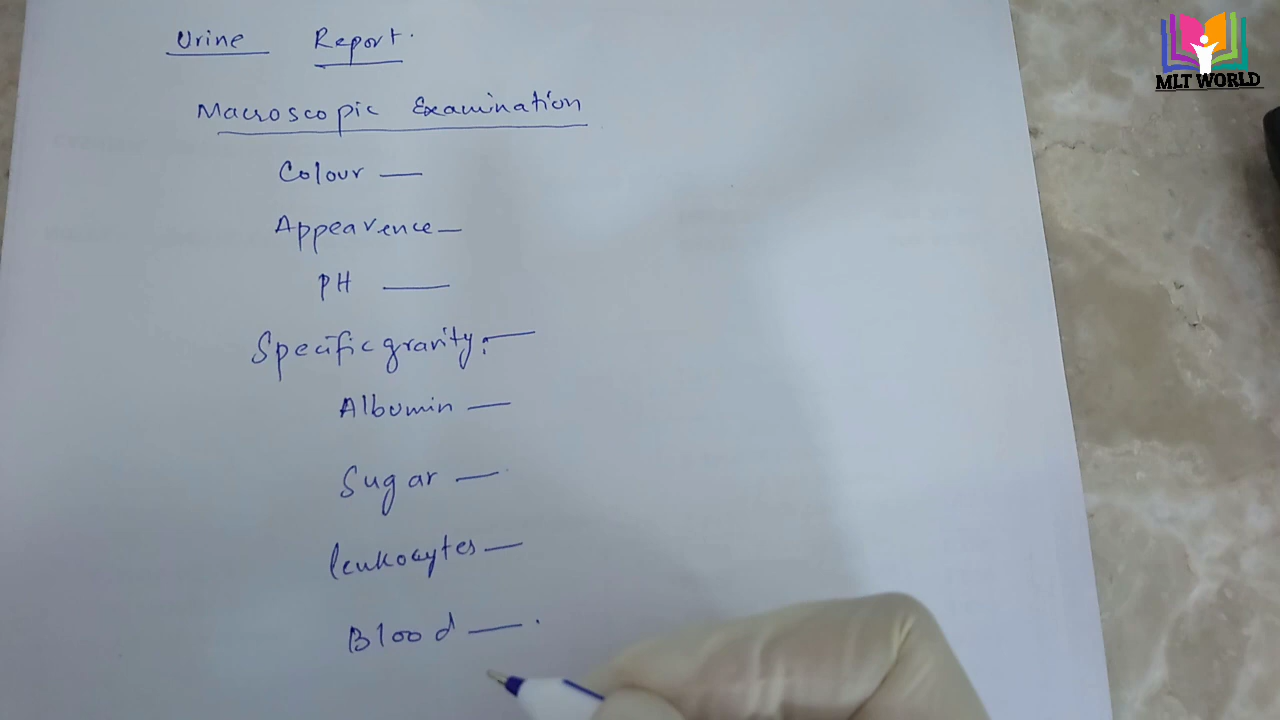 Urine Report.
Macroscopic Examination
Colour —
Appearence —
PH —
Specific gravity: —
Albumin —
Sugar —
leukocytes —
Blood — .
MLT WORLD